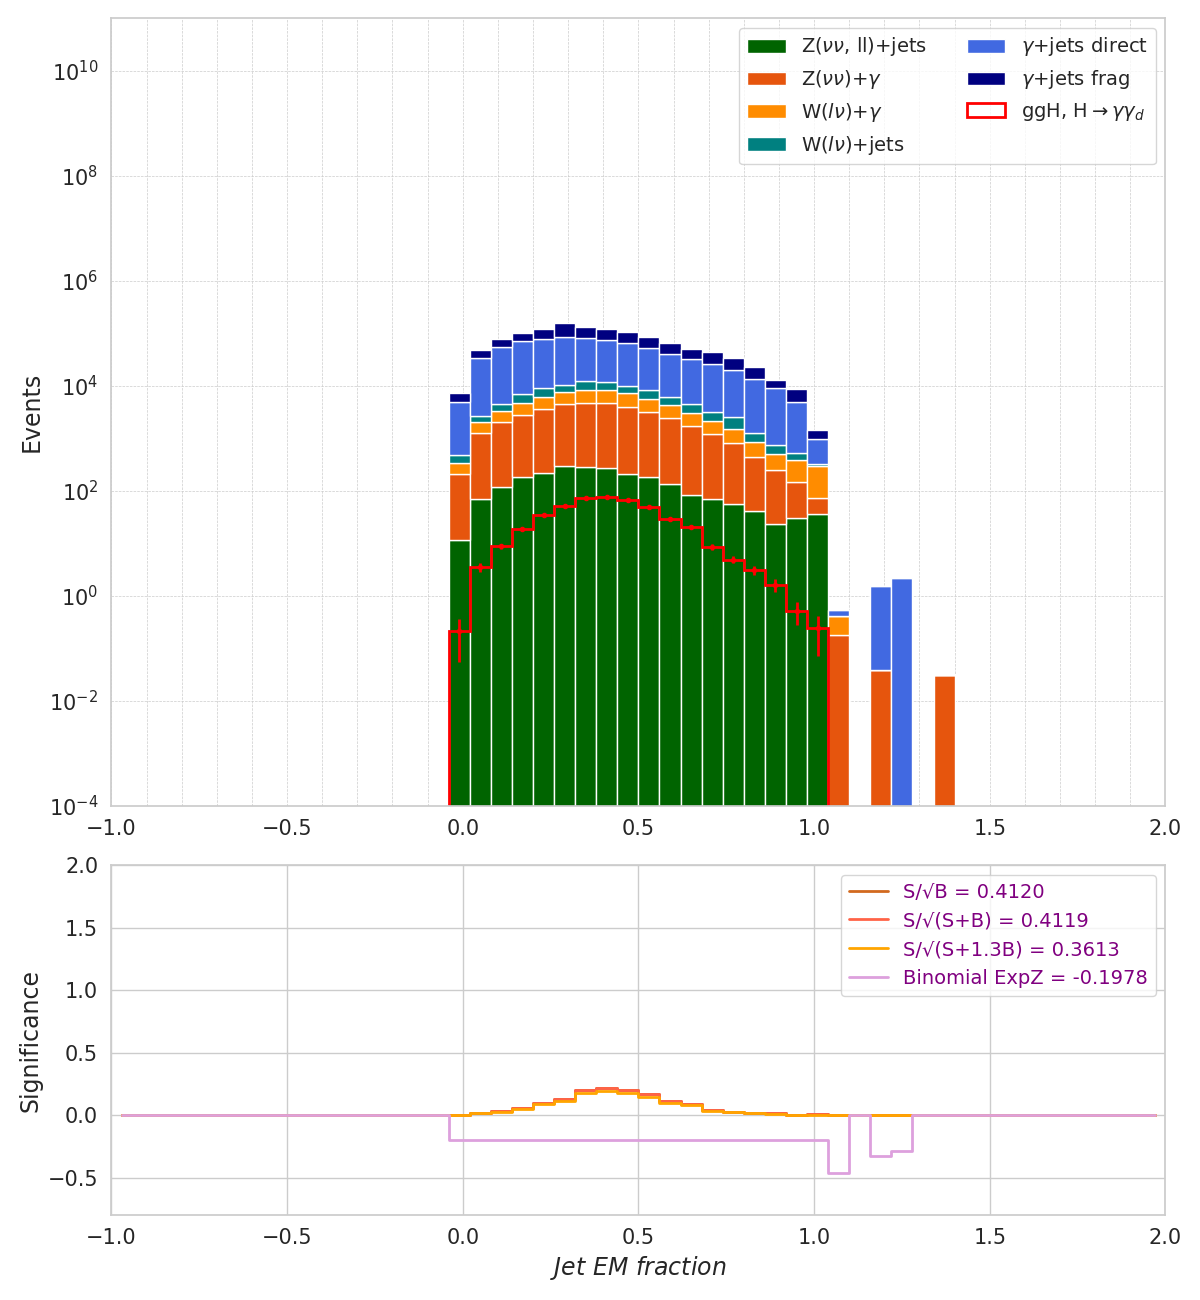 Z(νν, ll)+jets
Z(νν)+γ
W(lν)+γ
W(lν)+jets
γ+jets direct
γ+jets frag
ggH, H→γγ_d
10^10
10^8
10^6
10^4
10^2
10^0
10^−2
10^−4
Events
−1.0 −0.5 0.0 0.5 1.0 1.5 2.0
2.0
1.5
1.0
0.5
0.0
−0.5
Significance
S/√B = 0.4120
S/√(S+B) = 0.4119
S/√(S+1.3B) = 0.3613
Binomial ExpZ = -0.1978
−1.0 −0.5 0.0 0.5 1.0 1.5 2.0
Jet EM fraction